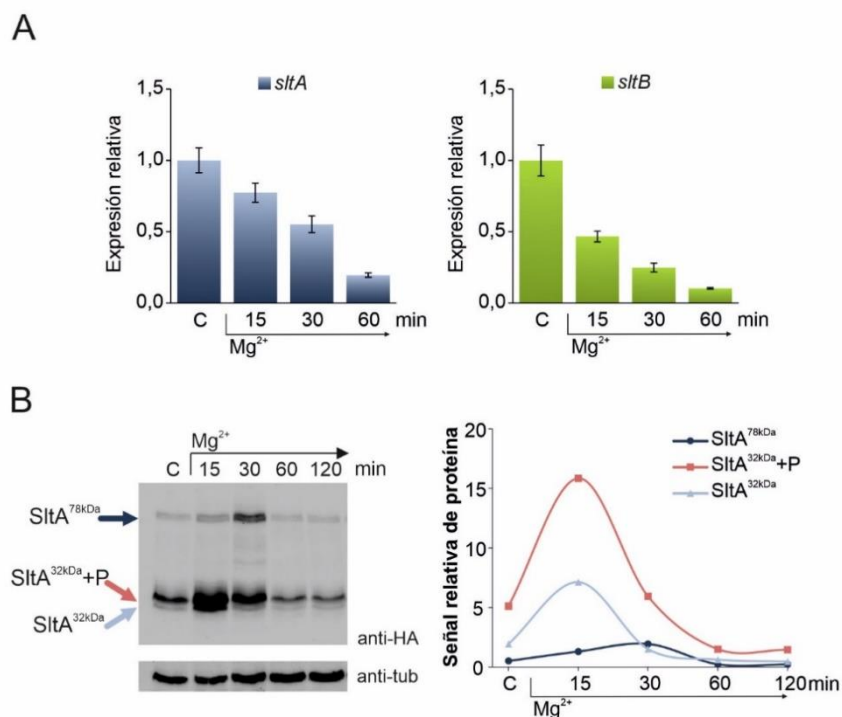 A
sltA
Expresión relativa
1,5
1,0
0,5
0,0
C 15 30 60 min
Mg²⁺
sltB
Expresión relativa
1,5
1,0
0,5
0,0
C 15 30 60 min
Mg²⁺
B
Mg²⁺
C 15 30 60 120 min
SltA⁷⁸ᵏᴰᵃ
SltA³²ᵏᴰᵃ+P
SltA³²ᵏᴰᵃ
anti-HA
anti-tub
Señal relativa de proteína
20
15
10
5
0
SltA⁷⁸ᵏᴰᵃ
SltA³²ᵏᴰᵃ+P
SltA³²ᵏᴰᵃ
C 15 30 60 120 min
Mg²⁺